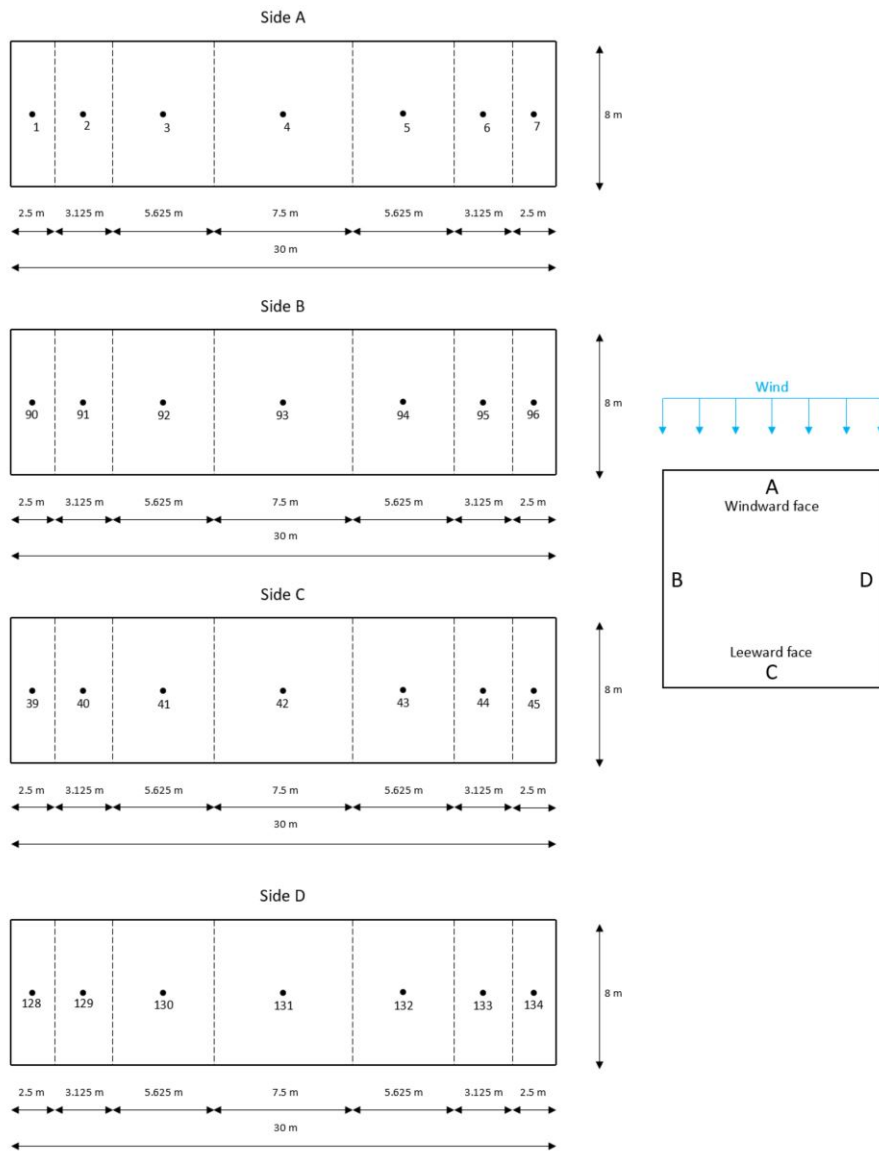 Side A
1 2 3 4 5 6 7
8 m
2.5 m 3.125 m 5.625 m 7.5 m 5.625 m 3.125 m 2.5 m
30 m
Side B
90 91 92 93 94 95 96
8 m
2.5 m 3.125 m 5.625 m 7.5 m 5.625 m 3.125 m 2.5 m
30 m
Side C
39 40 41 42 43 44 45
8 m
2.5 m 3.125 m 5.625 m 7.5 m 5.625 m 3.125 m 2.5 m
30 m
Side D
128 129 130 131 132 133 134
8 m
2.5 m 3.125 m 5.625 m 7.5 m 5.625 m 3.125 m 2.5 m
30 m
Wind
A
Windward face
B D
Leeward face
C